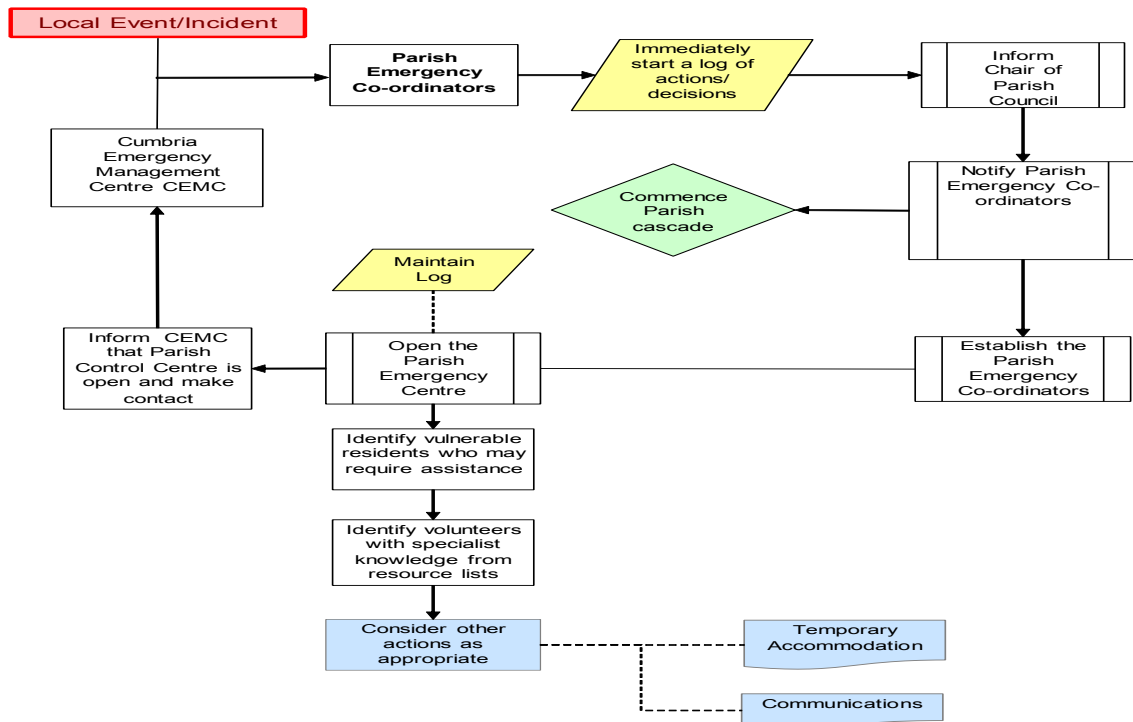 Local Event/Incident
Parish
Emergency
Co-ordinators
Immediately
start a log of
actions/
decisions
Inform
Chair of
Parish
Council
Cumbria
Emergency
Management
Centre CEMC
Commence
Parish
cascade
Notify Parish
Emergency Co-
ordinators
Maintain
Log
Inform CEMC
that Parish
Control Centre is
open and make
contact
Open the
Parish
Emergency
Centre
Establish the
Parish
Emergency
Co-ordinators
Identify vulnerable
residents who may
require assistance
Identify volunteers
with specialist
knowledge from
resource lists
Consider other
actions as
appropriate
Temporary
Accommodation
Communications